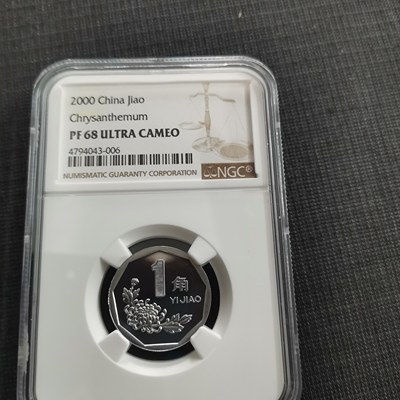 2000 China Jiao
Chrysanthemum
PF 68 ULTRA CAMEO
4794043-006
NUMISMATIC GUARANTY CORPORATION
NGC®
1角
YI JIAO